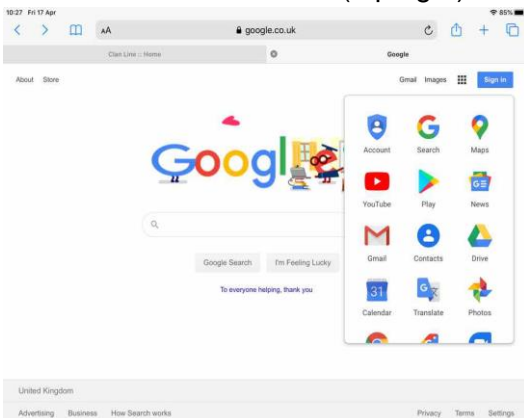 10:27 Fri 17 Apr 85%
AA google.co.uk
Clan Line :: Home Google
About Store Gmail Images Sign in
Google
Account Search Maps
YouTube Play News
Gmail Contacts Drive
31
Calendar Translate Photos
Google Search I'm Feeling Lucky
To everyone helping, thank you
United Kingdom
Advertising Business How Search works Privacy Terms Settings